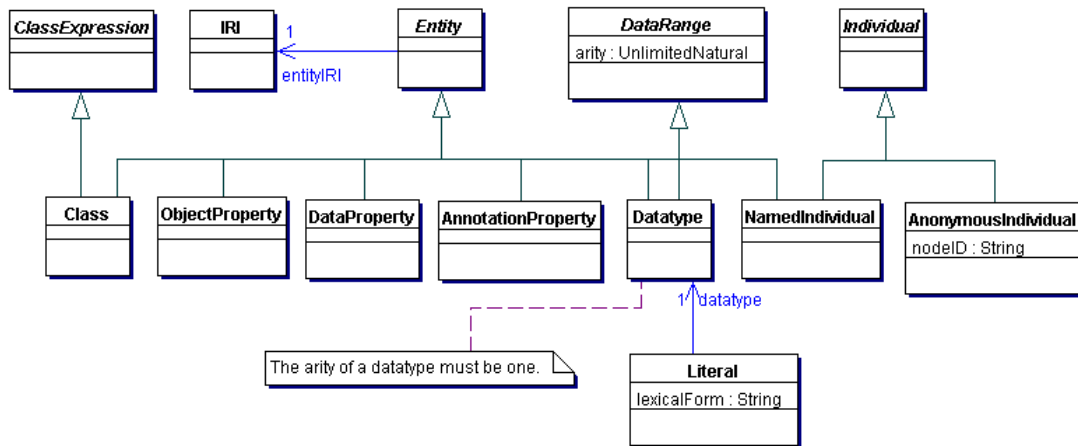 ClassExpression
IRI
Entity
DataRange
arity : UnlimitedNatural
Individual
1
entityIRI
Class
ObjectProperty
DataProperty
AnnotationProperty
Datatype
NamedIndividual
AnonymousIndividual
nodeID : String
1 datatype
The arity of a datatype must be one.
Literal
lexicalForm : String